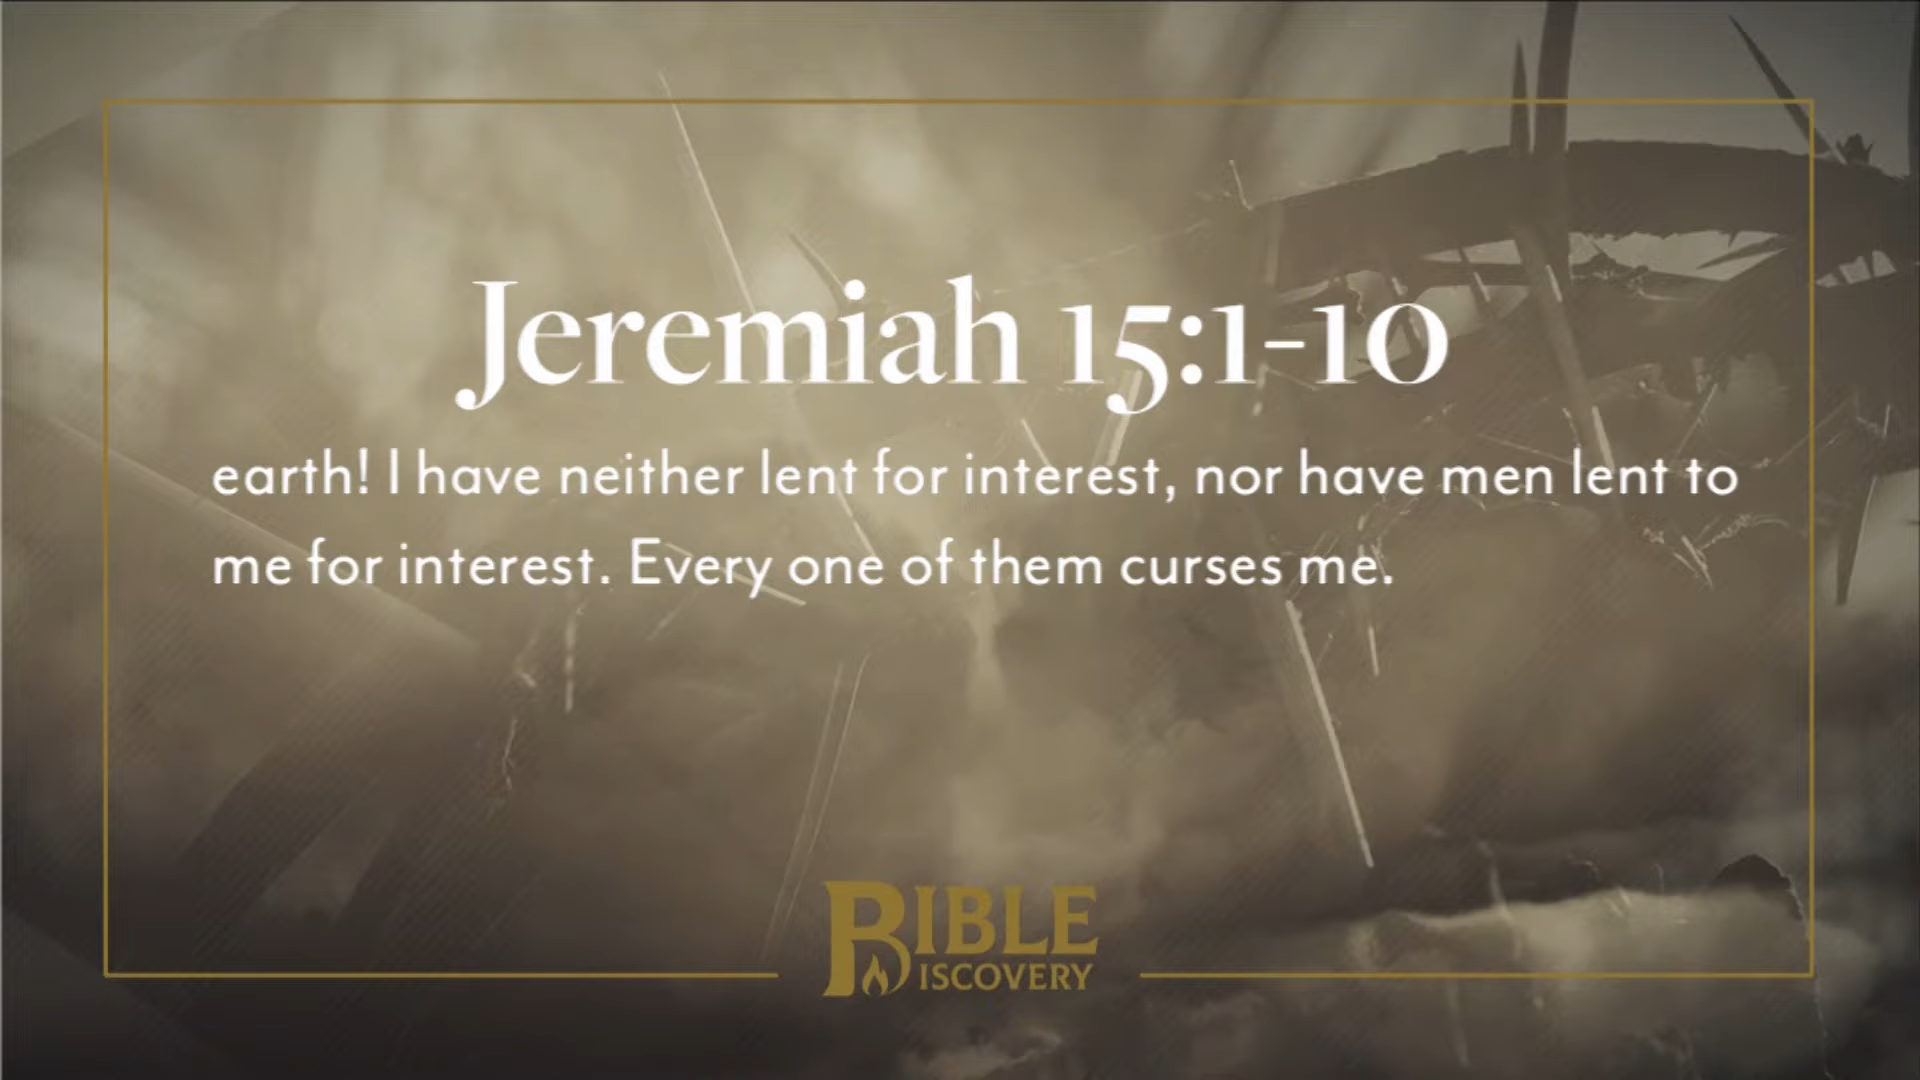 Jeremiah 15:1-10
earth! I have neither lent for interest, nor have men lent to
me for interest. Every one of them curses me.
BIBLE
DISCOVERY